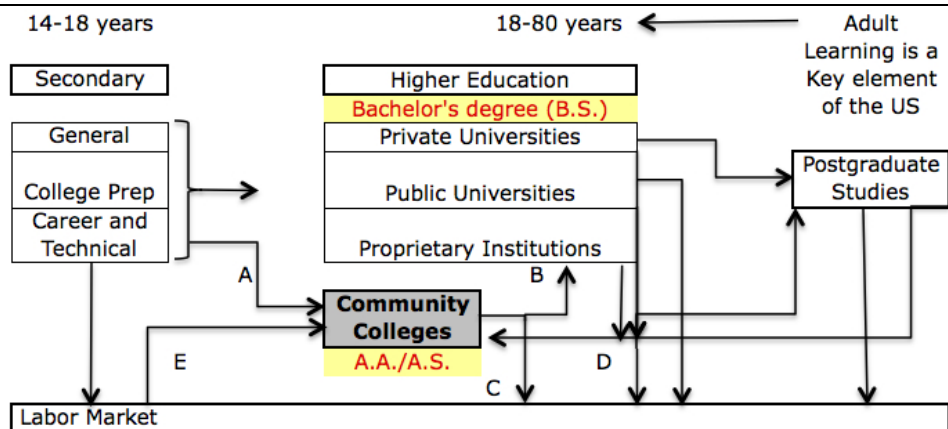 14-18 years
18-80 years
Adult
Learning is a
Key element
of the US
Secondary
Higher Education
Bachelor's degree (B.S.)
General
Private Universities
College Prep
Public Universities
Postgraduate
Studies
Career and
Technical
Proprietary Institutions
A
B
Community
Colleges
A.A./A.S.
E
C
D
Labor Market